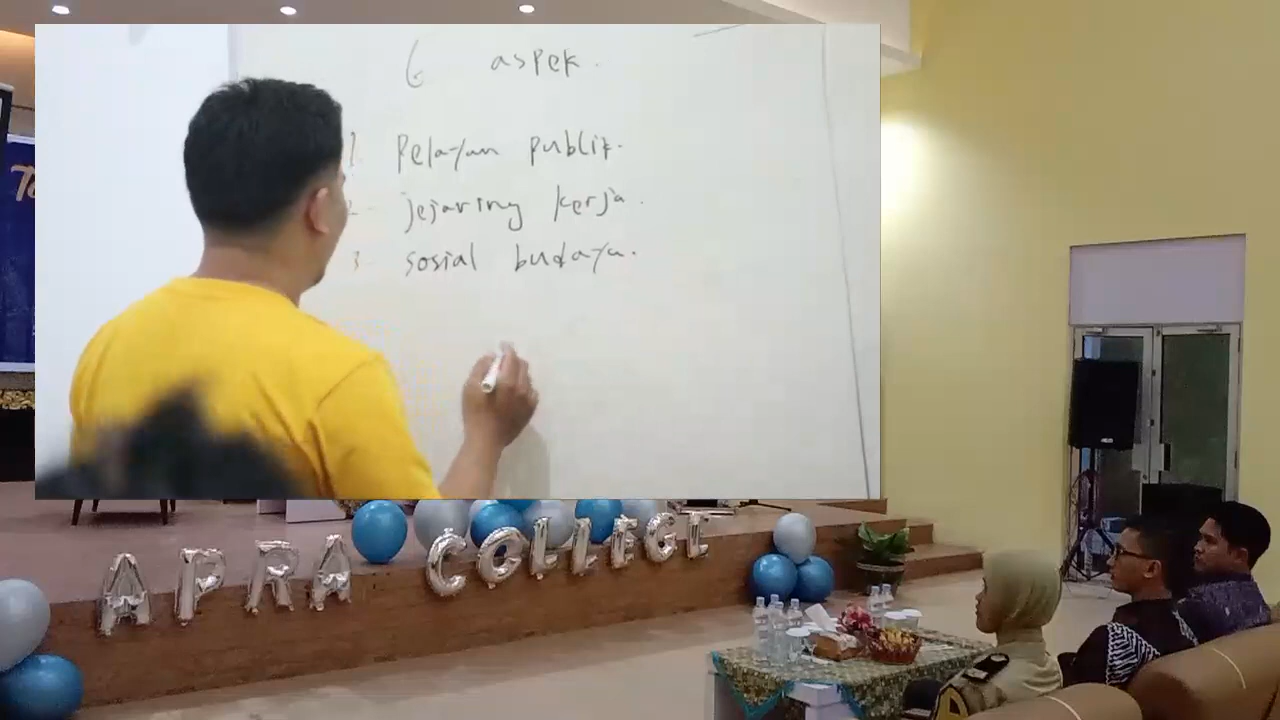 6 aspek.
1. Pelayan publik.
2. jejaring kerja.
3 sosial budaya.
APRA COLLEGE